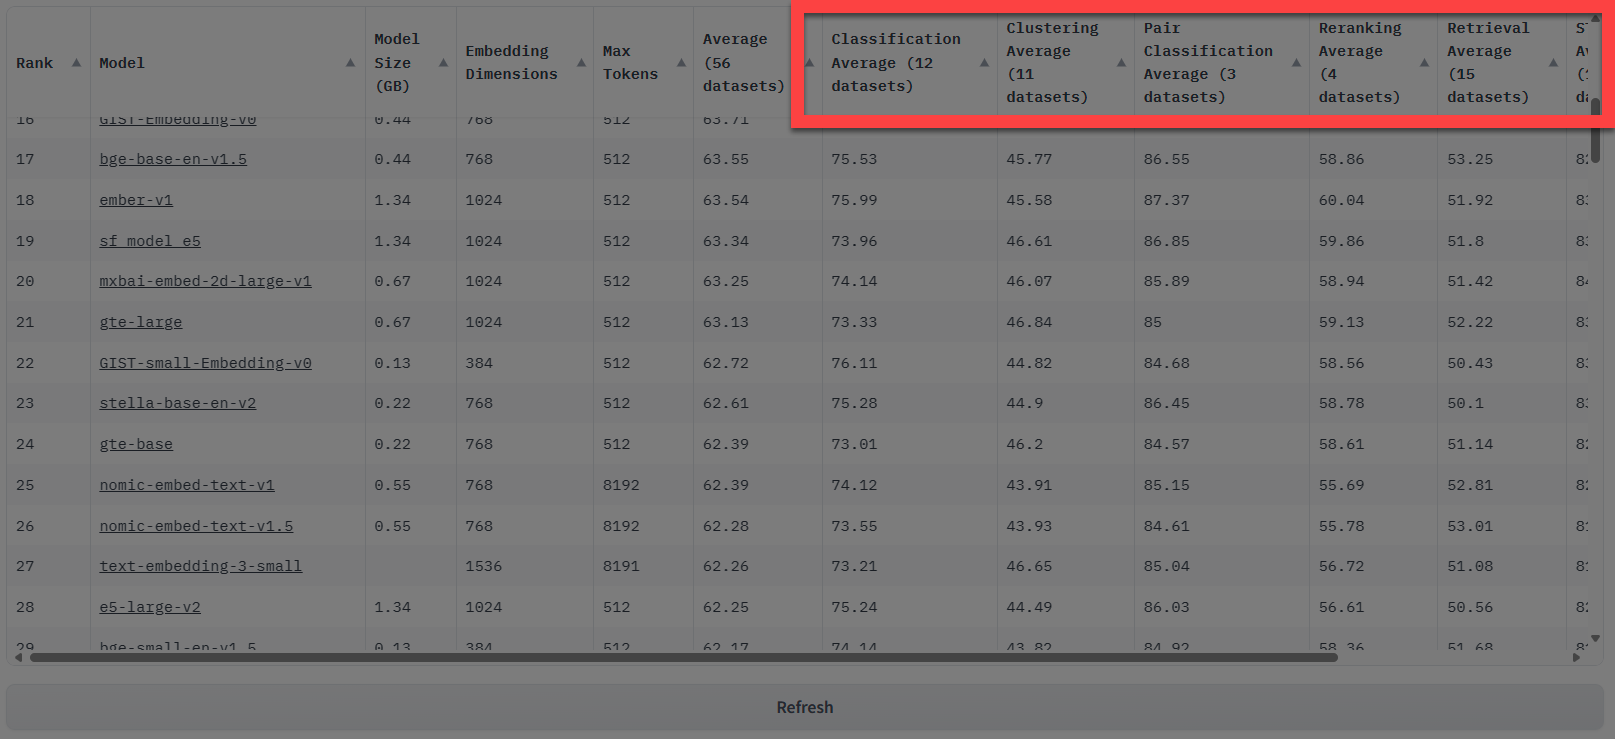 Rank Model Model Size (GB) Embedding Dimensions Max Tokens Average (56 datasets) Classification Average (12 datasets) Clustering Average (11 datasets) Pair Classification Average (3 datasets) Reranking Average (4 datasets) Retrieval Average (15 datasets)
16 GIST-Embedding-v0 0.44 768 512 63.71
17 bge-base-en-v1.5 0.44 768 512 63.55 75.53 45.77 86.55 58.86 53.25
18 ember-v1 1.34 1024 512 63.54 75.99 45.58 87.37 60.04 51.92
19 sf_model_e5 1.34 1024 512 63.34 73.96 46.61 86.85 59.86 51.8
20 mxbai-embed-2d-large-v1 0.67 1024 512 63.25 74.14 46.07 85.89 58.94 51.42
21 gte-large 0.67 1024 512 63.13 73.33 46.84 85 59.13 52.22
22 GIST-small-Embedding-v0 0.13 384 512 62.72 76.11 44.82 84.68 58.56 50.43
23 stella-base-en-v2 0.22 768 512 62.61 75.28 44.9 86.45 58.78 50.1
24 gte-base 0.22 768 512 62.39 73.01 46.2 84.57 58.61 51.14
25 nomic-embed-text-v1 0.55 768 8192 62.39 74.12 43.91 85.15 55.69 52.81
26 nomic-embed-text-v1.5 0.55 768 8192 62.28 73.55 43.93 84.61 55.78 53.01
27 text-embedding-3-small 1536 8191 62.26 73.21 46.65 85.04 56.72 51.08
28 e5-large-v2 1.34 1024 512 62.25 75.24 44.49 86.03 56.61 50.56
29 bge-small-en-v1.5 0.13 384 512 62.17 74.14 43.82 84.92 58.36 51.68
Refresh